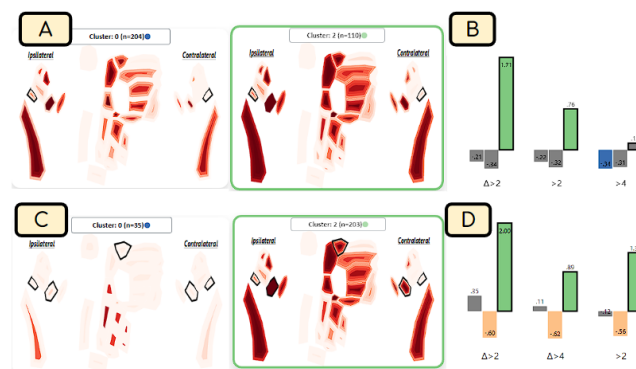 A
Cluster: 0 (n=204)
Ipsilateral
Contralateral
Cluster: 2 (n=110)
Ipsilateral
Contralateral
B
1.71
.76
.1
-.21
-.34
-.22
-.32
-.34
-.31
Δ>2
>2
>4
C
Cluster: 0 (n=35)
Ipsilateral
Contralateral
Cluster: 2 (n=203)
Ipsilateral
Contralateral
D
2.00
.35
-.60
.11
.89
-.62
-.12
-.56
Δ>2
Δ>4
>2